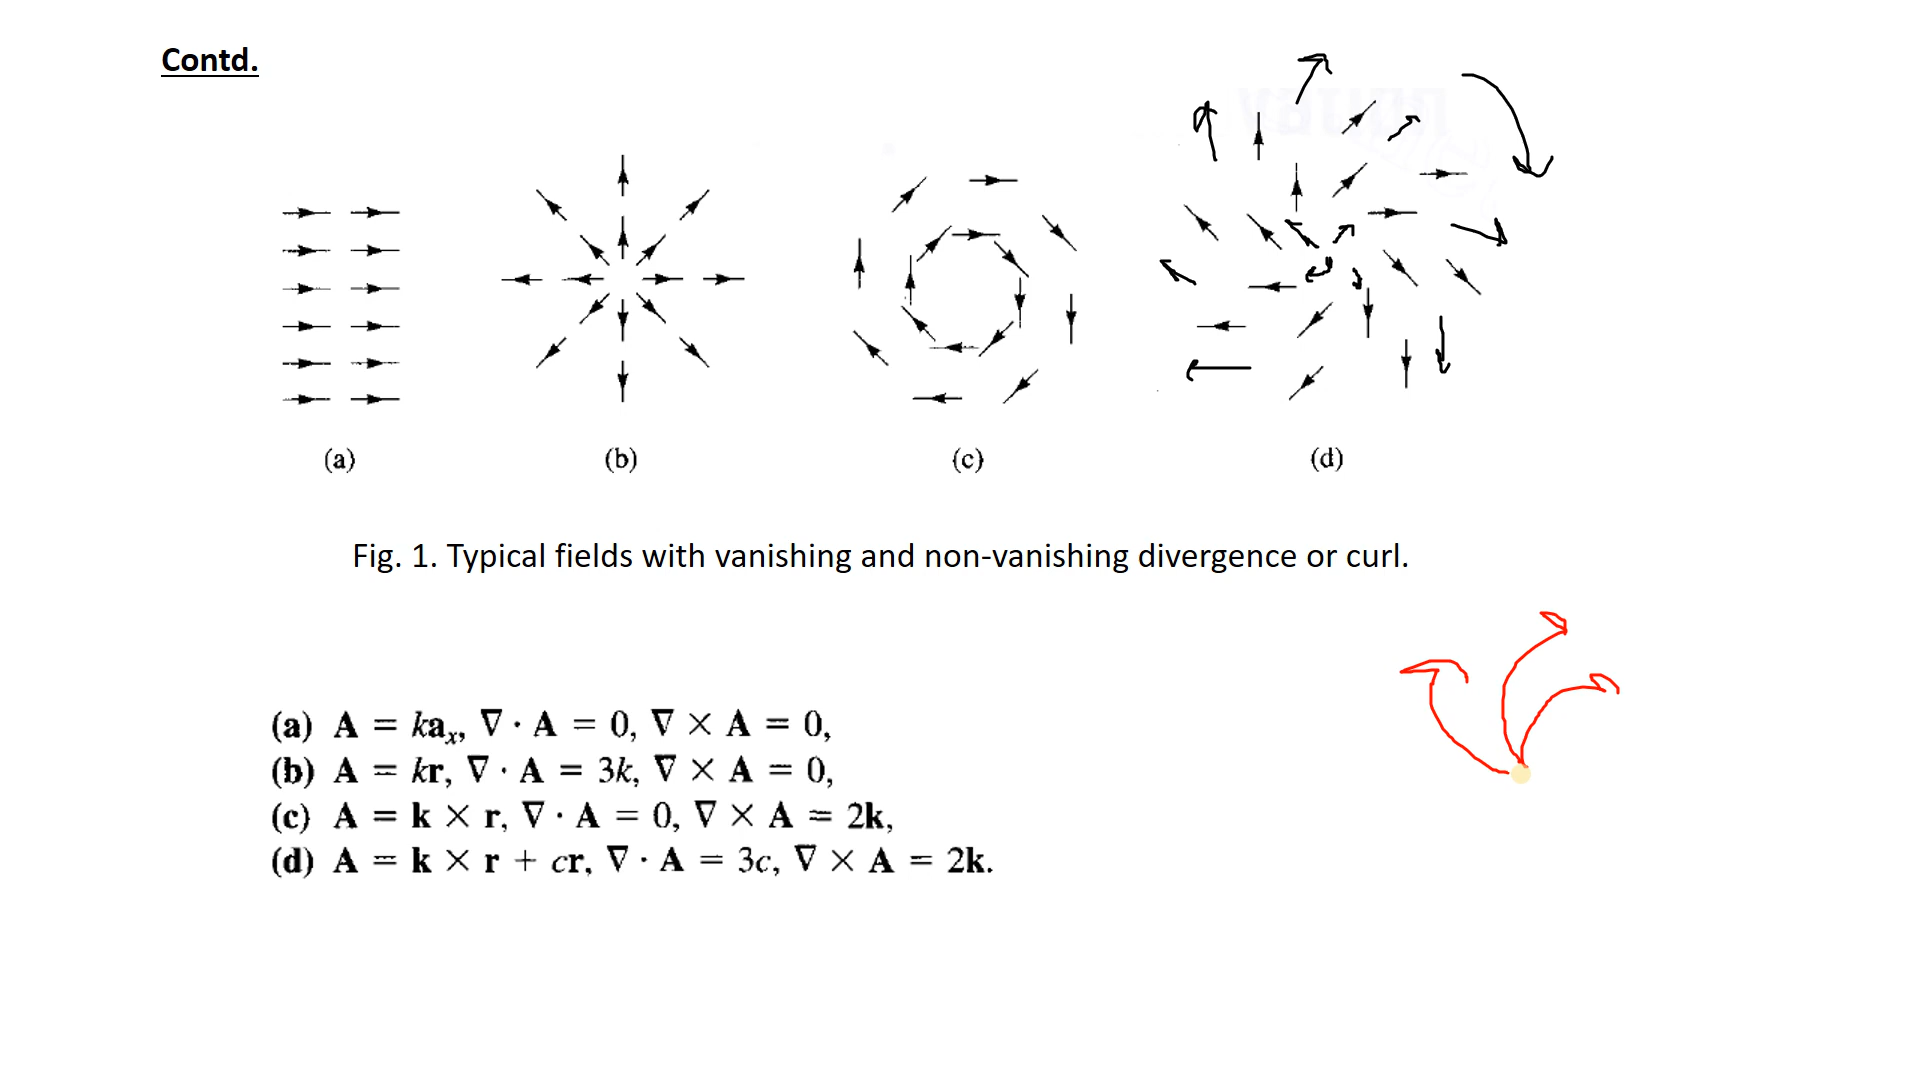 Contd.
(a) (b) (c) (d)
Fig. 1. Typical fields with vanishing and non-vanishing divergence or curl.
(a) A = kaₓ, ∇ · A = 0, ∇ × A = 0,
(b) A = kr, ∇ · A = 3k, ∇ × A = 0,
(c) A = k × r, ∇ · A = 0, ∇ × A = 2k,
(d) A = k × r + cr, ∇ · A = 3c, ∇ × A = 2k.